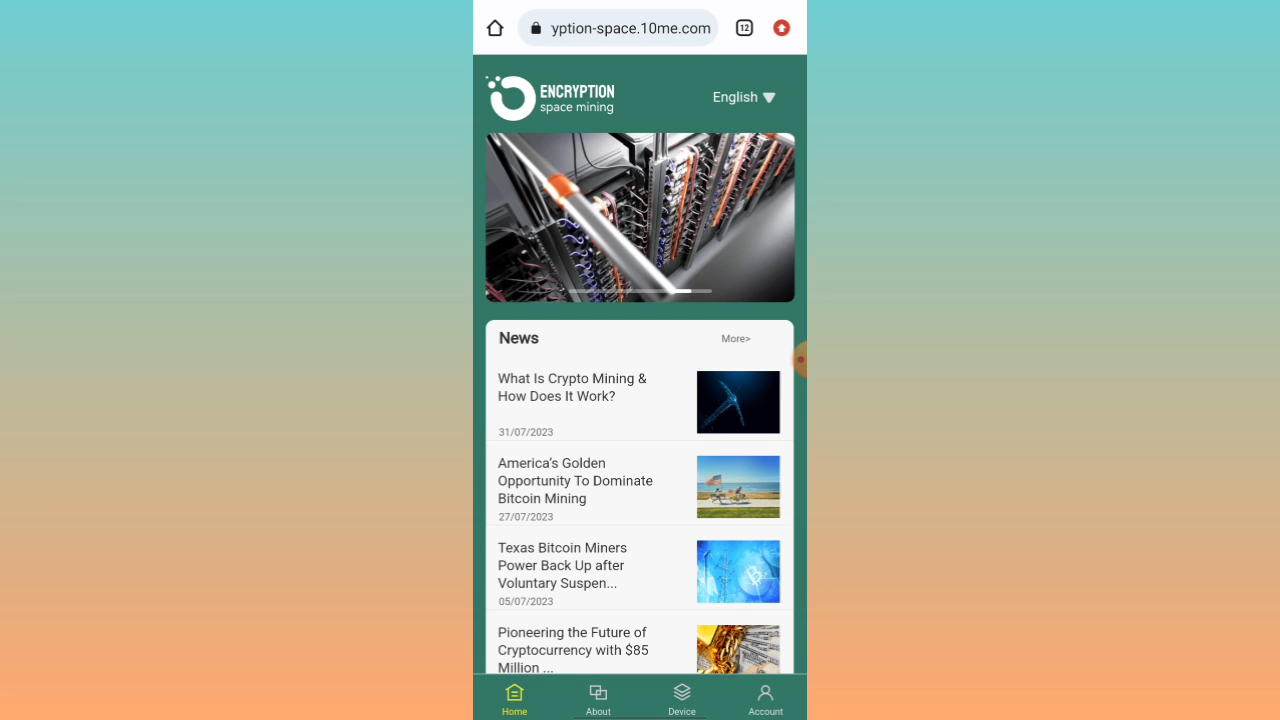 yption-space.10me.com
12
ENCRYPTION
space mining
English
News
More>
What Is Crypto Mining &
How Does It Work?
31/07/2023
America's Golden
Opportunity To Dominate
Bitcoin Mining
27/07/2023
Texas Bitcoin Miners
Power Back Up after
Voluntary Suspen...
05/07/2023
Pioneering the Future of
Cryptocurrency with $85
Million ...
Home
About
Device
Account